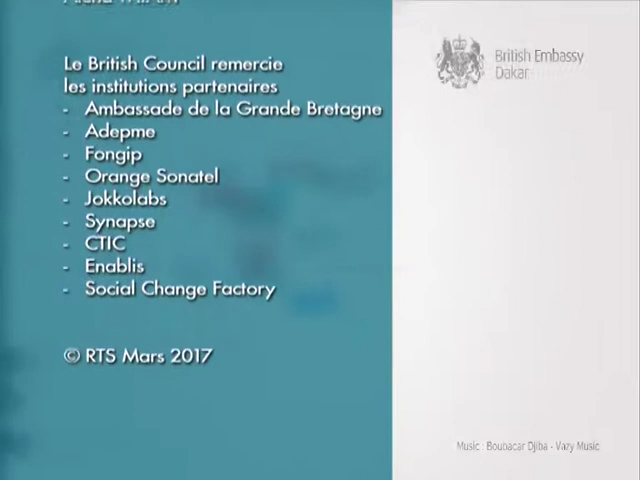 Le British Council remercie
les institutions partenaires
- Ambassade de la Grande Bretagne
- Adepme
- Fongip
- Orange Sonatel
- Jokkolabs
- Synapse
- CTIC
- Enablis
- Social Change Factory
© RTS Mars 2017
British Embassy
Dakar
Music : Boubacar Djiba - Vazy Music